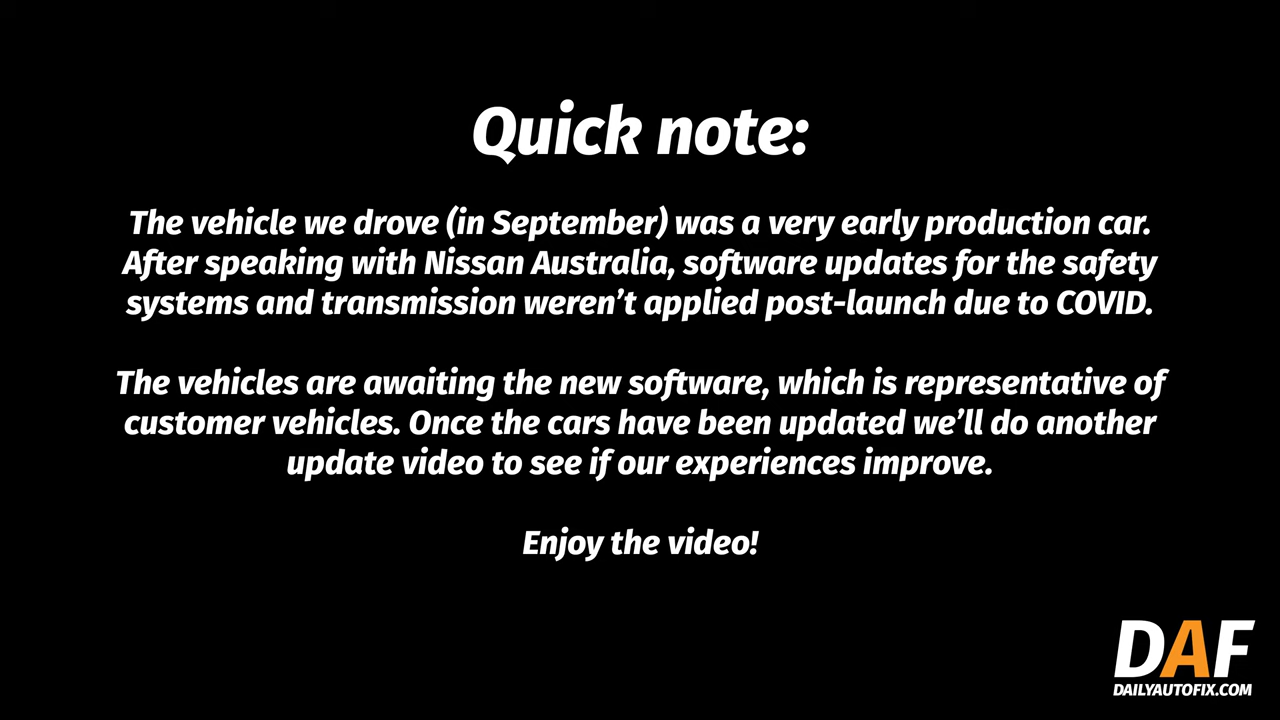 Quick note:
The vehicle we drove (in September) was a very early production car.
After speaking with Nissan Australia, software updates for the safety
systems and transmission weren’t applied post-launch due to COVID.
The vehicles are awaiting the new software, which is representative of
customer vehicles. Once the cars have been updated we’ll do another
update video to see if our experiences improve.
Enjoy the video!
DAF
DAILYAUTOFIX.COM